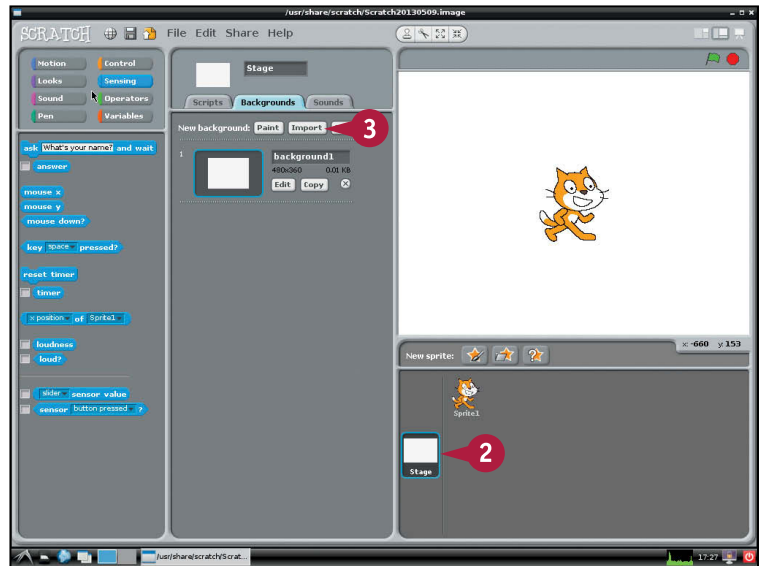 /usr/share/scratch/Scratch20130509.image
SCRATCH File Edit Share Help
Motion Control
Looks Sensing
Sound Operators
Pen Variables
Stage
Scripts Backgrounds Sounds
New background: Paint Import
3
1
background1
480x360 0.01 KB
Edit Copy
ask What's your name? and wait
answer
mouse x
mouse y
mouse down?
key space pressed?
reset timer
timer
x position of Sprite1
loudness
loud?
slider sensor value
sensor button pressed ?
x: -660 y: 153
New sprite:
Sprite1
2
Stage
/usr/share/scratch/Scrat...
17:27